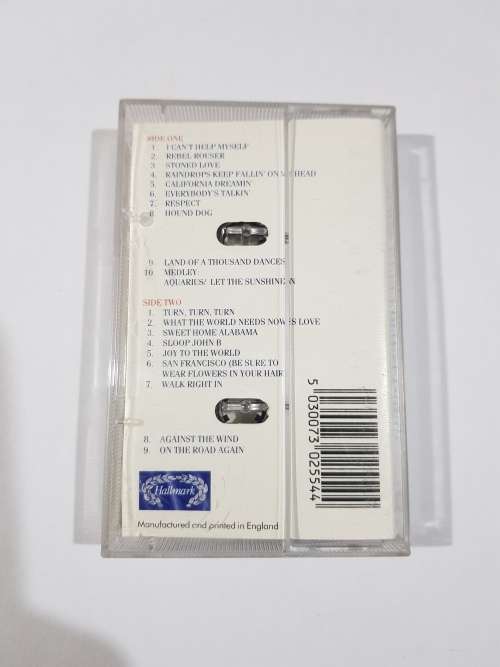 SIDE ONE
1. I CAN'T HELP MYSELF
2. REBEL ROUSER
3. STONED LOVE
4. RAINDROPS KEEP FALLIN' ON MY HEAD
5. CALIFORNIA DREAMIN'
6. EVERYBODY'S TALKIN'
7. RESPECT
8. HOUND DOG
9. LAND OF A THOUSAND DANCES
10. MEDLEY:
AQUARIUS/ LET THE SUNSHINE IN
SIDE TWO
1. TURN, TURN, TURN
2. WHAT THE WORLD NEEDS NOW IS LOVE
3. SWEET HOME ALABAMA
4. SLOOP JOHN B
5. JOY TO THE WORLD
6. SAN FRANCISCO (BE SURE TO
WEAR FLOWERS IN YOUR HAIR)
7. WALK RIGHT IN
8. AGAINST THE WIND
9. ON THE ROAD AGAIN
Hallmark
Manufactured and printed in England
5 030073 025544